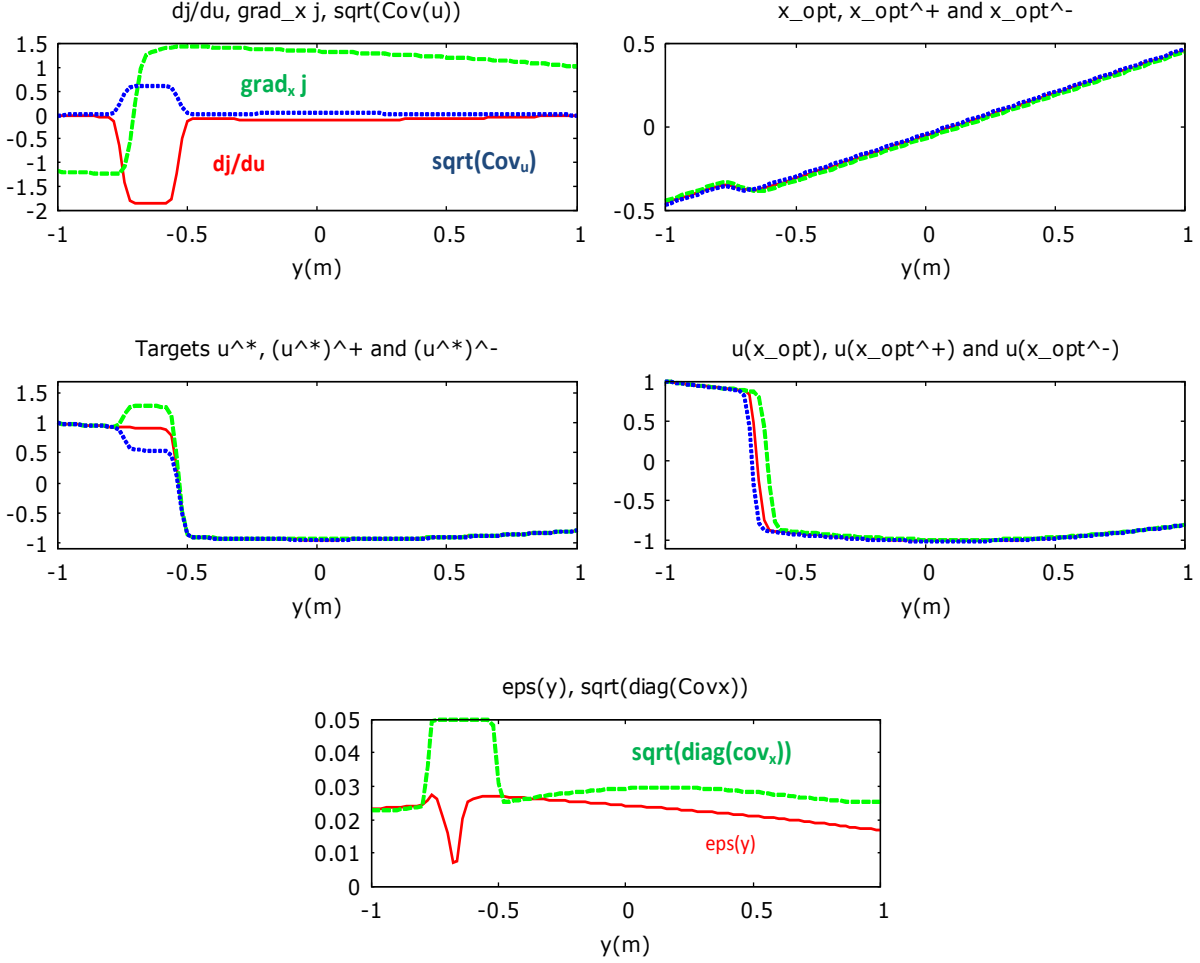 dj/du, grad_x j, sqrt(Cov(u))
1.5
1
0.5
0
-0.5
-1
-1.5
-2
grad_x j
dj/du
sqrt(Cov_u)
-1 -0.5 0 0.5 1
y(m)
x_opt, x_opt^+ and x_opt^-
0.5
0
-0.5
-1 -0.5 0 0.5 1
y(m)
Targets u^*, (u^*)^+ and (u^*)^-
1.5
1
0.5
0
-0.5
-1
-1 -0.5 0 0.5 1
y(m)
u(x_opt), u(x_opt^+) and u(x_opt^-)
1
0.5
0
-0.5
-1
-1 -0.5 0 0.5 1
y(m)
eps(y), sqrt(diag(Covx))
0.05
0.04
0.03
0.02
0.01
0
sqrt(diag(cov_x))
eps(y)
-1 -0.5 0 0.5 1
y(m)